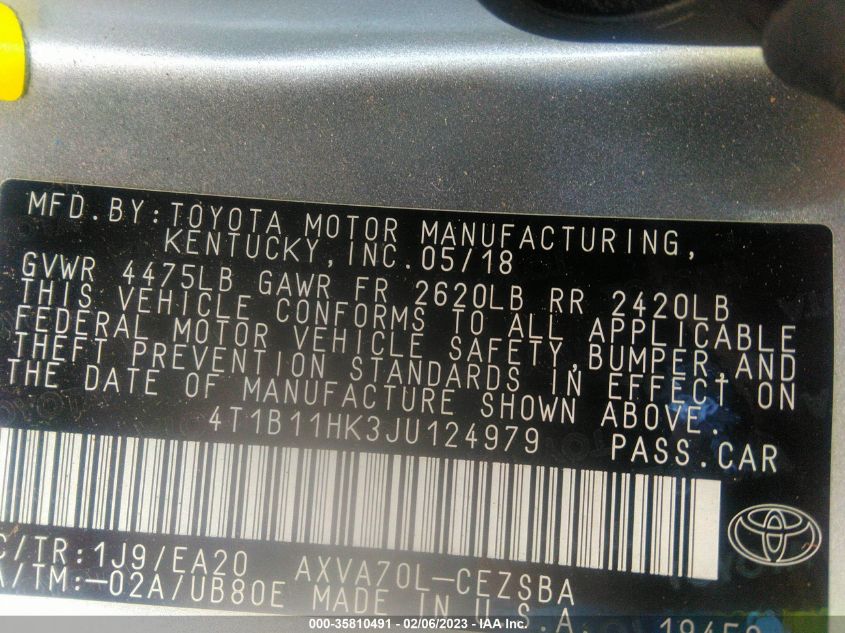 MFD.BY:TOYOTA MOTOR MANUFACTURING,
KENTUCKY,INC.05/18
GVWR 4475LB GAWR FR 2620LB RR 2420LB
THIS VEHICLE CONFORMS TO ALL APPLICABLE
FEDERAL MOTOR VEHICLE SAFETY,BUMPER,AND
THEFT PREVENTION STANDARDS IN EFFECT ON
THE DATE OF MANUFACTURE SHOWN ABOVE.
4T1B11HK3JU124979 PASS.CAR
C/TR:1J9/EA20 AXVA70L-CEZSBA
A/TM:-02A/UB80E MADE IN U.S.A.
000-35810491 - 02/06/2023 - IAA Inc.